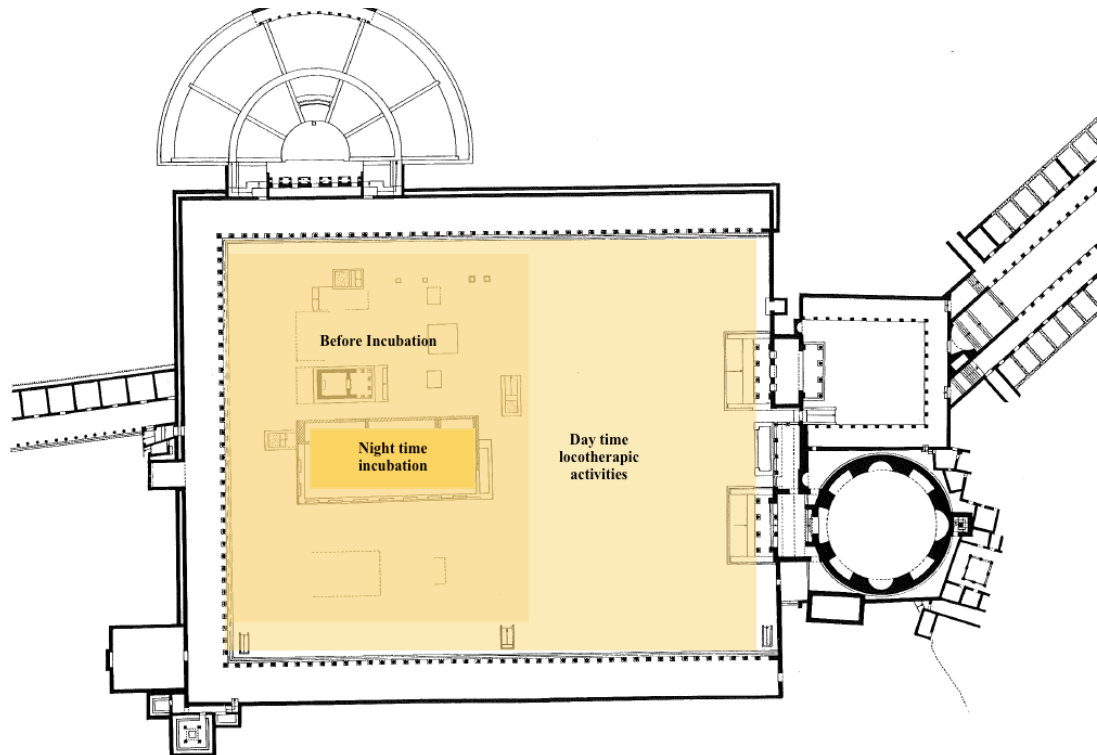 Before Incubation
Night time
incubation
Day time
locotherapic
activities